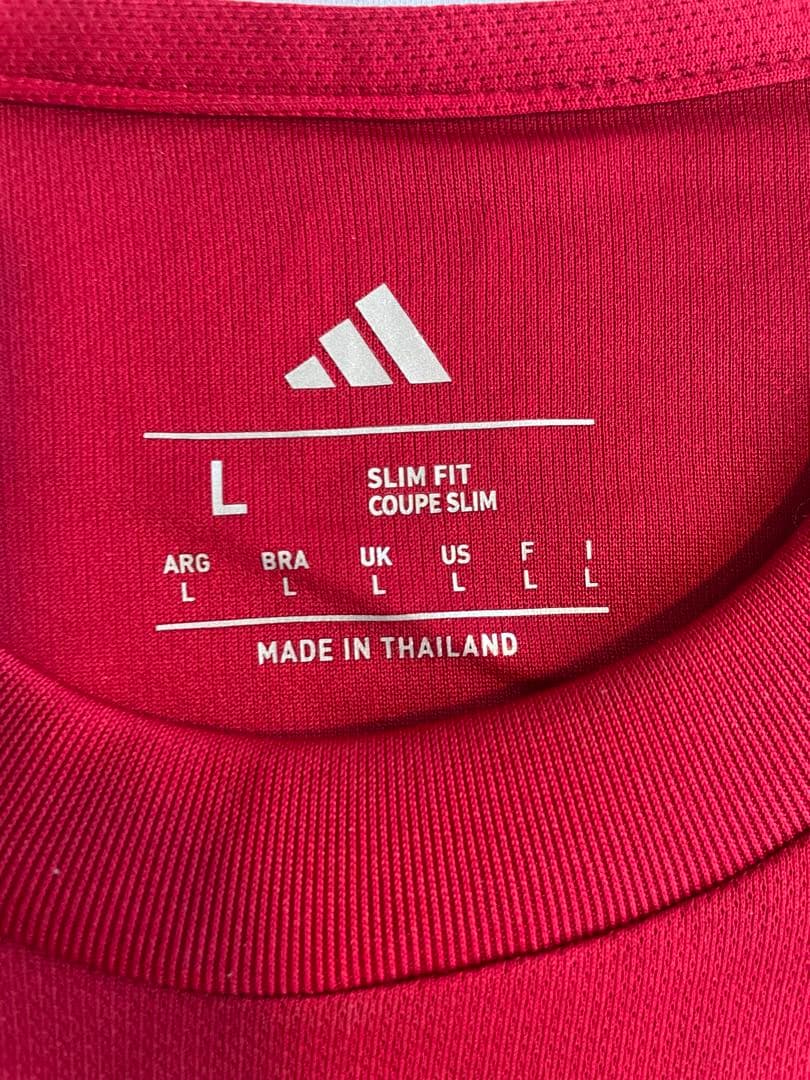 L
SLIM FIT
COUPE SLIM
ARG BRA UK US F I
L L L L L L
MADE IN THAILAND